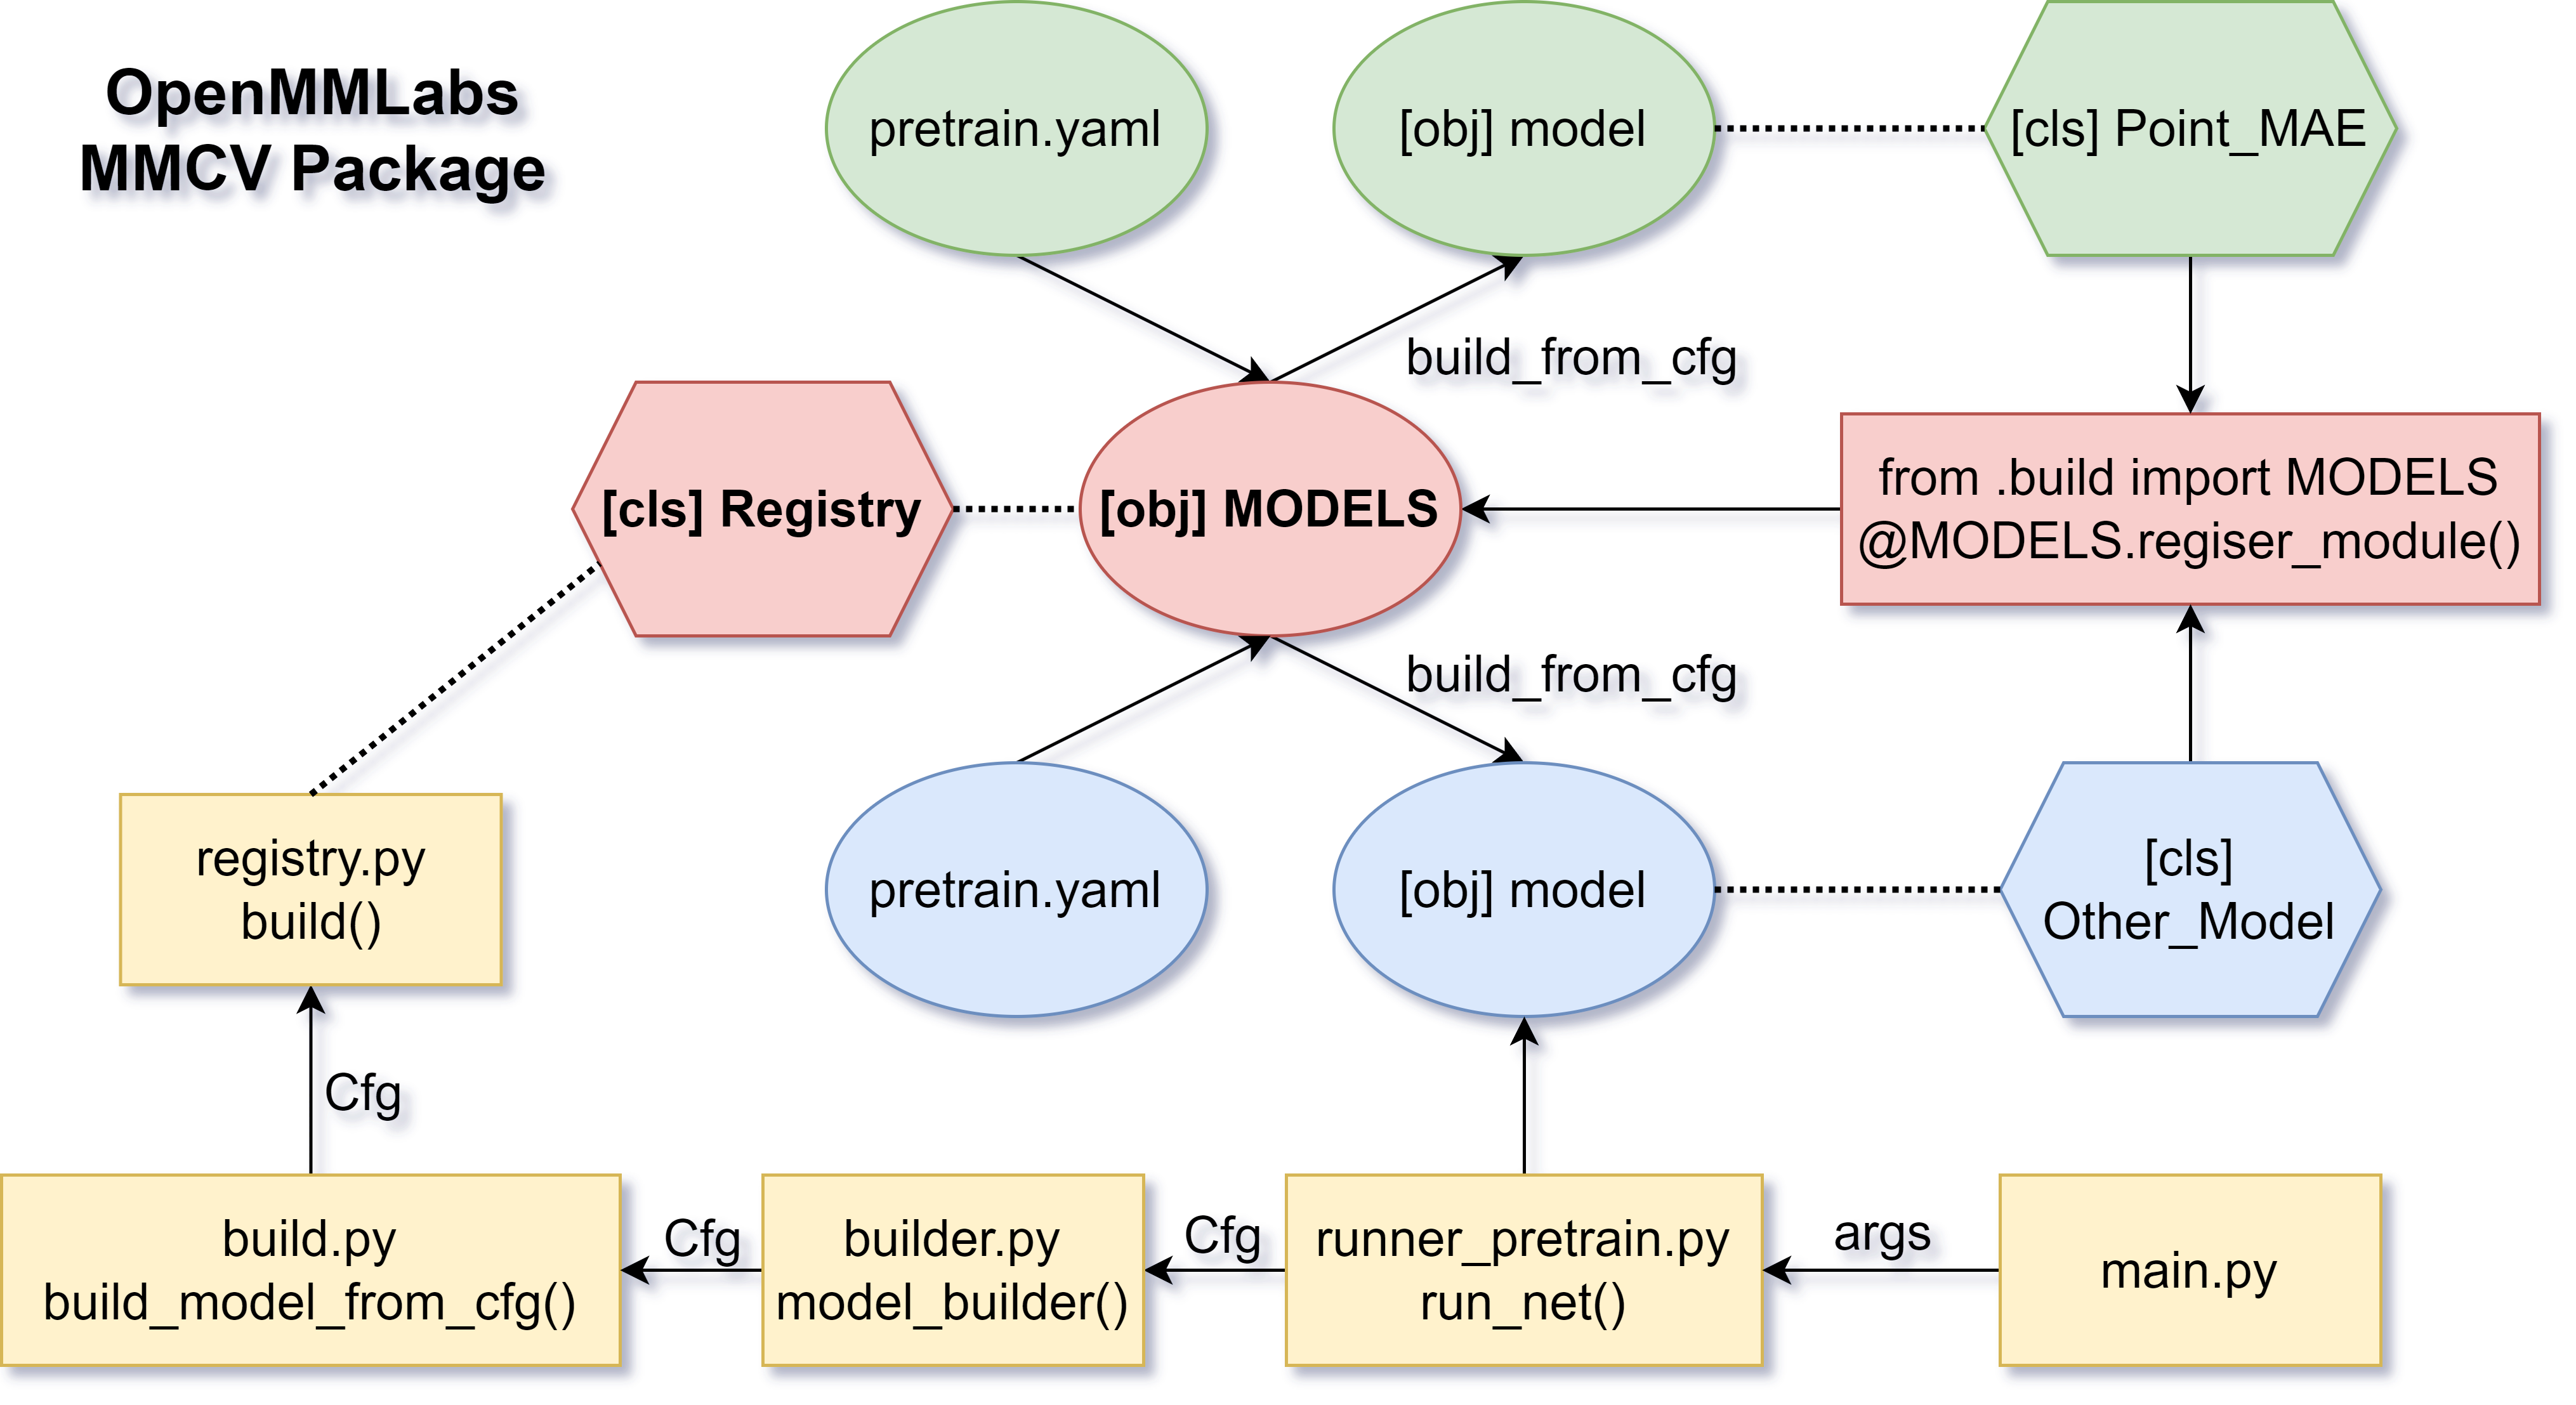 OpenMMLabs
MMCV Package
pretrain.yaml
[obj] model
[cls] Point_MAE
build_from_cfg
[cls] Registry
[obj] MODELS
from .build import MODELS
@MODELS.regiser_module()
build_from_cfg
registry.py
build()
pretrain.yaml
[obj] model
[cls]
Other_Model
Cfg
build.py
build_model_from_cfg()
Cfg
builder.py
model_builder()
Cfg
runner_pretrain.py
run_net()
args
main.py